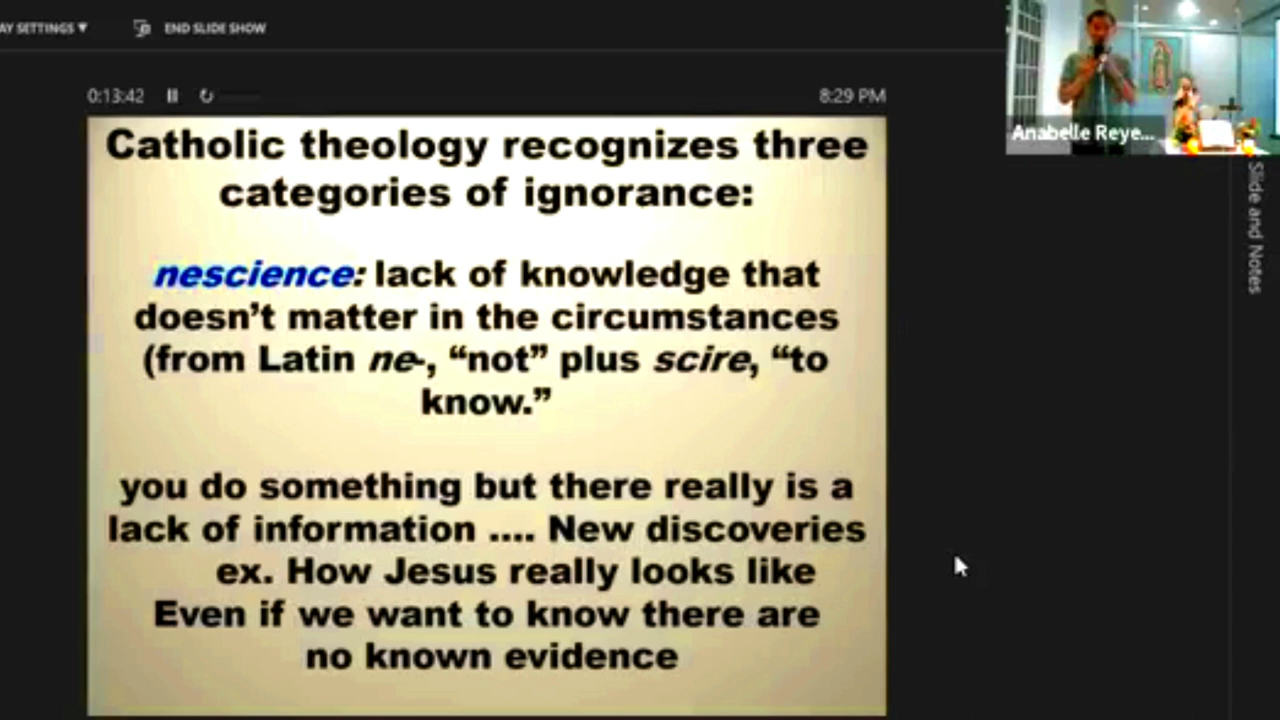 AY SETTINGS ▼ END SLIDE SHOW
0:13:42 8:29 PM
Anabelle Reye...
Slide and Notes
Catholic theology recognizes three
categories of ignorance:
nescience: lack of knowledge that
doesn’t matter in the circumstances
(from Latin ne-, “not” plus scire, “to
know.”
you do something but there really is a
lack of information .... New discoveries
ex. How Jesus really looks like
Even if we want to know there are
no known evidence